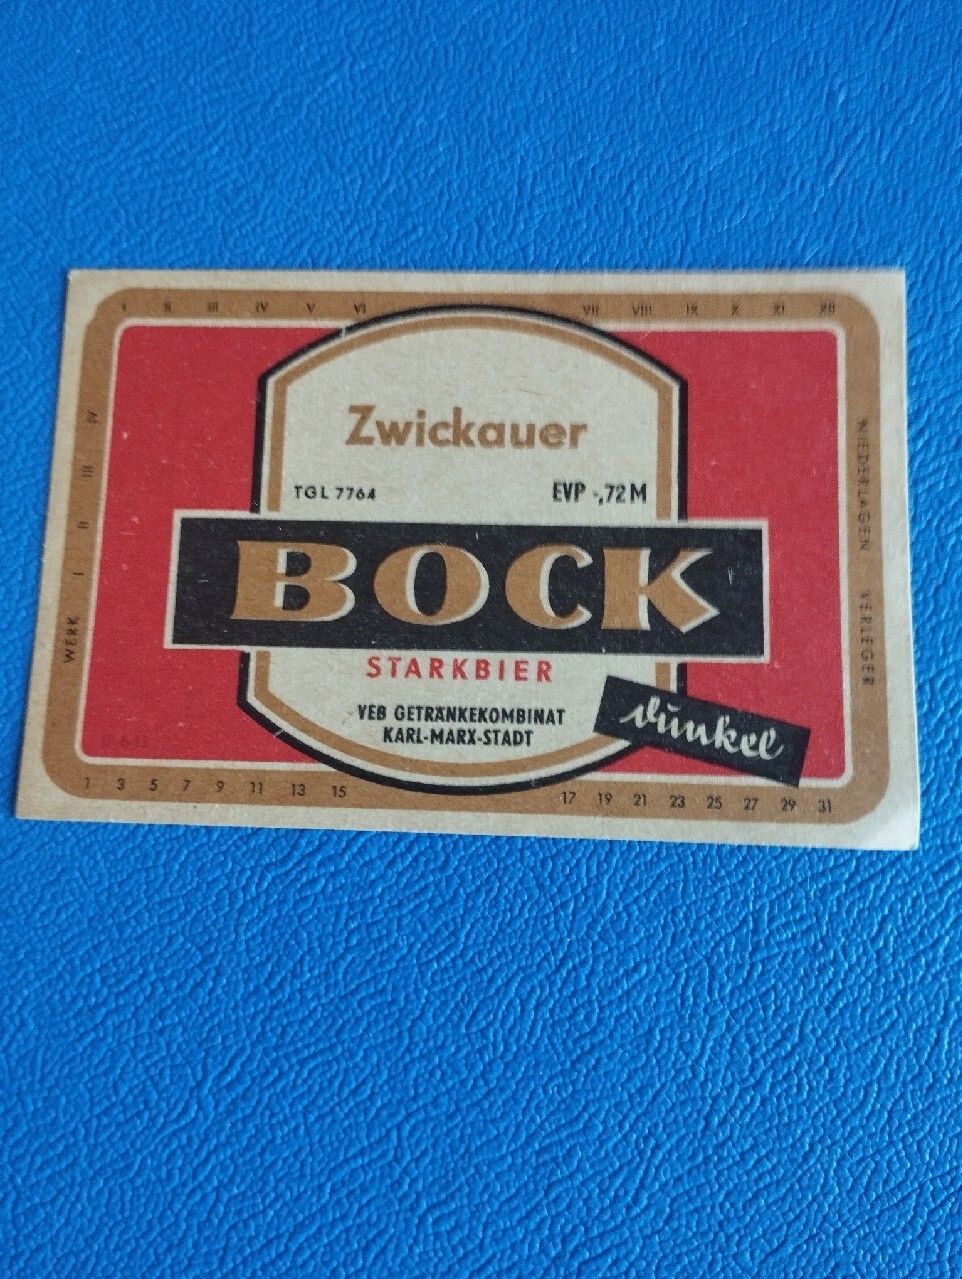 I II III IV V VI VII VIII IX X XI XII
Zwickauer
TGL 7764 EVP -,72 M
BOCK
STARKBIER
VEB GETRÄNKEKOMBINAT
KARL-MARX-STADT
dunkel
WERK I II III IV
NIEDERLAGEN VERLEGER
1 3 5 7 9 11 13 15 17 19 21 23 25 27 29 31